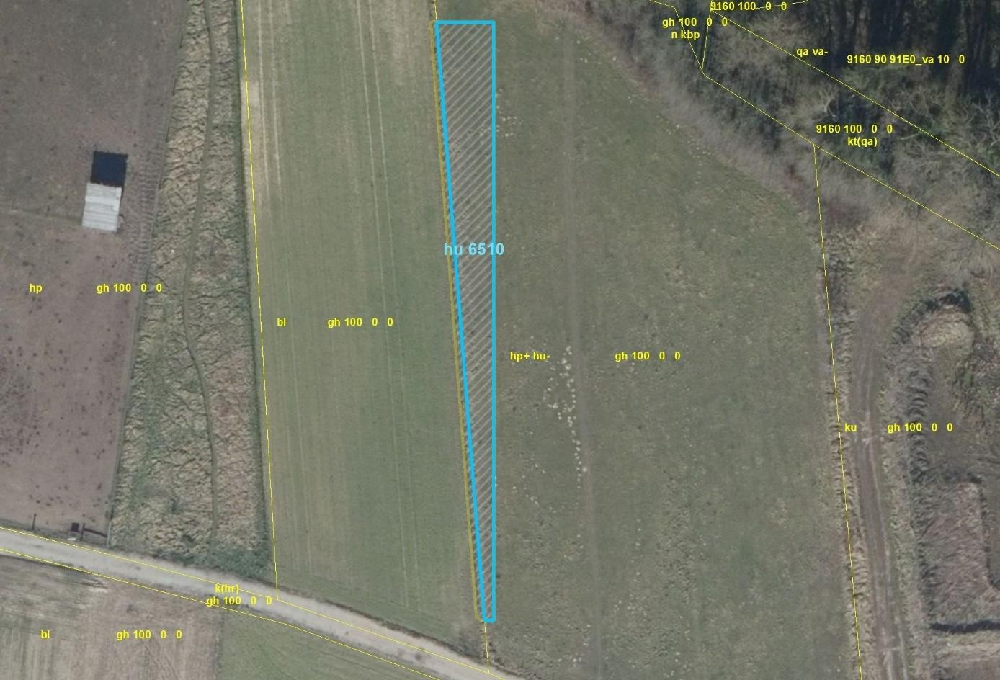 9160 100 0 0
gh 100 0 0
n kbp
qa va-
9160 90 91E0_va 10 0
9160 100 0 0
kt(qa)
hu 6510
hp gh 100 0 0
bl gh 100 0 0
hp+ hu- gh 100 0 0
ku gh 100 0 0
k(hr)
gh 100 0 0
bl gh 100 0 0